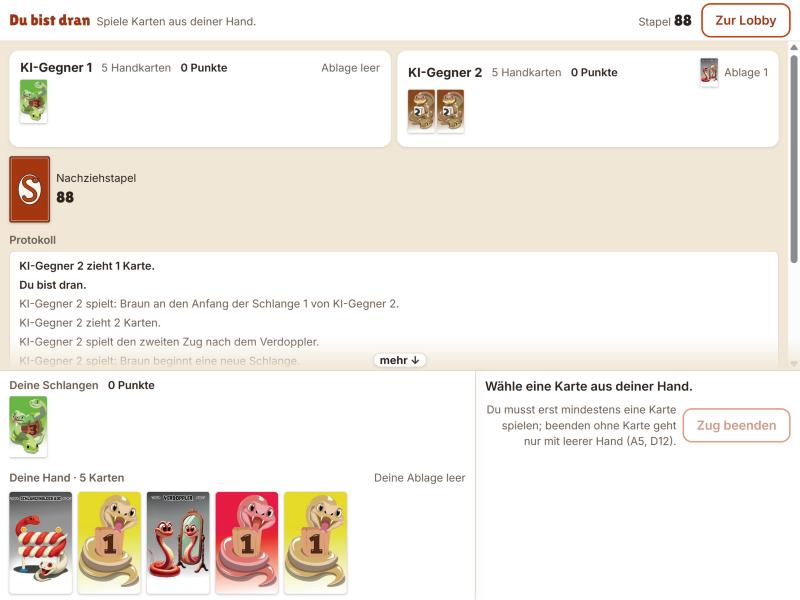 Du bist dran Spiele Karten aus deiner Hand.
Stapel 88 Zur Lobby
KI-Gegner 1 5 Handkarten 0 Punkte Ablage leer
3
KI-Gegner 2 5 Handkarten 0 Punkte Ablage 1
2 2
S
Nachziehstapel
88
Protokoll
KI-Gegner 2 zieht 1 Karte.
Du bist dran.
KI-Gegner 2 spielt: Braun an den Anfang der Schlange 1 von KI-Gegner 2.
KI-Gegner 2 zieht 2 Karten.
KI-Gegner 2 spielt den zweiten Zug nach dem Verdoppler.
KI-Gegner 2 spielt: Braun beginnt eine neue Schlange.
mehr ↓
Deine Schlangen 0 Punkte
3
Deine Hand · 5 Karten Deine Ablage leer
VERDOPPLER
1 1 1
Wähle eine Karte aus deiner Hand.
Du musst erst mindestens eine Karte
spielen; beenden ohne Karte geht
nur mit leerer Hand (A5, D12).
Zug beenden